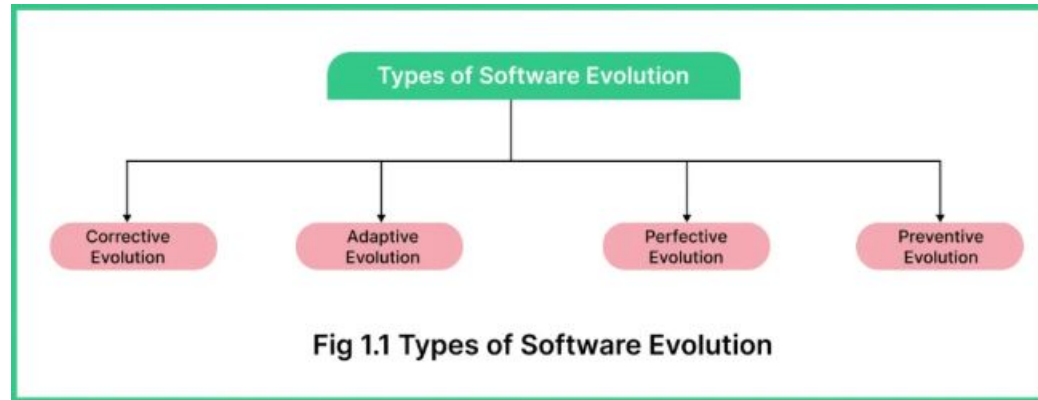 Types of Software Evolution
Corrective
Evolution
Adaptive
Evolution
Perfective
Evolution
Preventive
Evolution
Fig 1.1 Types of Software Evolution